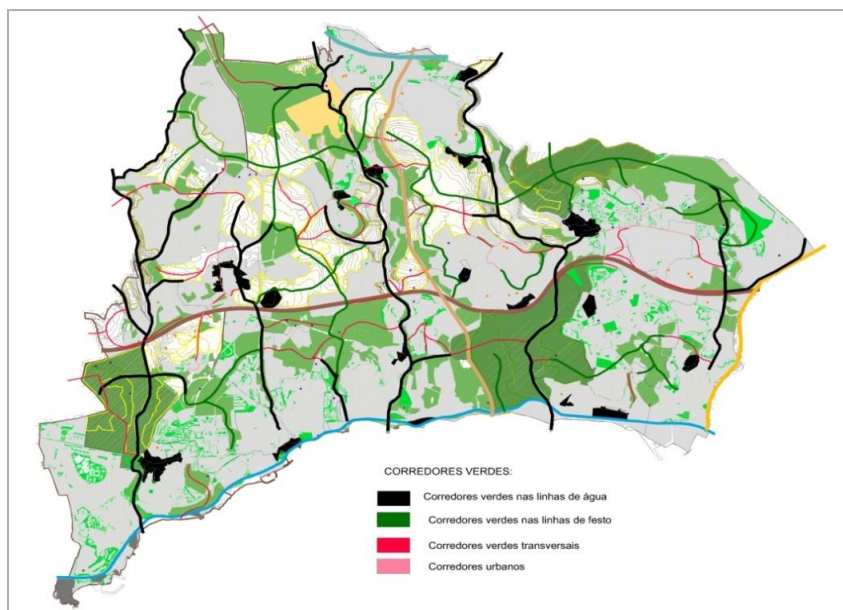 CORREDORES VERDES:
Corredores verdes nas linhas de água
Corredores verdes nas linhas de festo
Corredores verdes transversais
Corredores urbanos